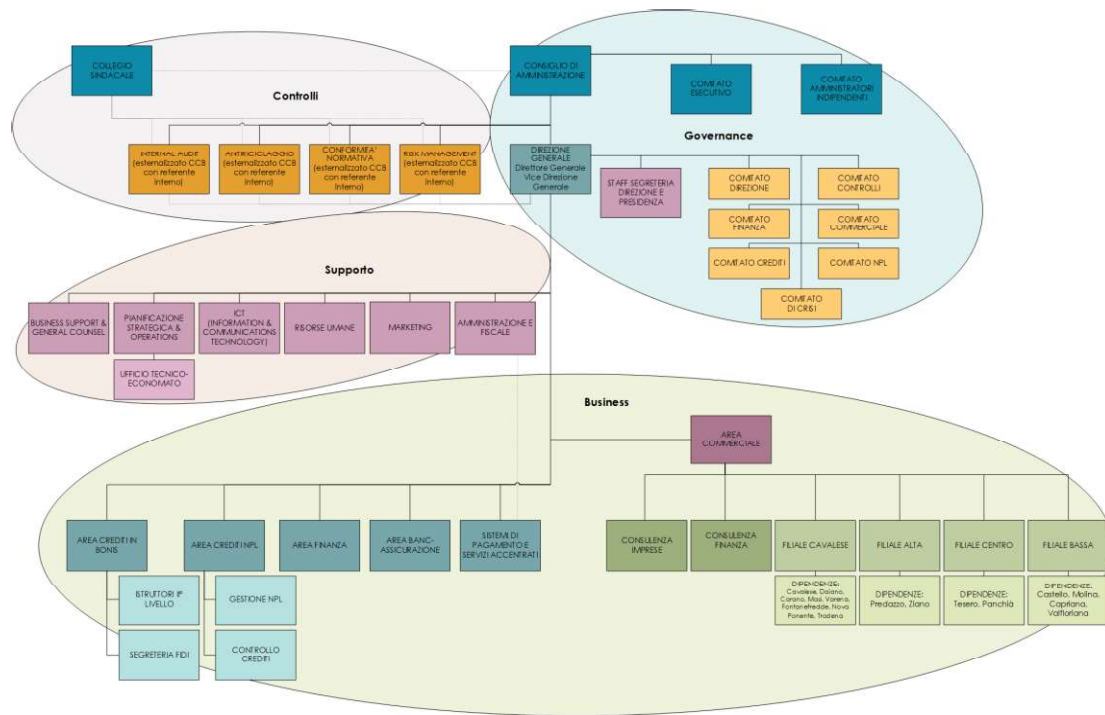 COLLEGIO
SINDACALE
CONSIGLIO DI
AMMINISTRAZIONE
COMITATO
ESECUTIVO
COMITATO
AMMINISTRATORI
INDIPENDENTI
Controlli
Governance
INTERNAL AUDIT
(esternalizzato CCB
con referente
interno)
ANTIRICICLAGGIO
(esternalizzato CCB
con referente
interno)
CONFORMITA'
NORMATIVA
(esternalizzato CCB
con referente
interno)
RISK MANAGEMENT
(esternalizzato CCB
con referente
interno)
DIREZIONE
GENERALE
Direttore Generale
Vice Direzione
Generale
STAFF SEGRETERIA
DIREZIONE E
PRESIDENZA
COMITATO
DIREZIONE
COMITATO
CONTROLLI
COMITATO
FINANZA
COMITATO
COMMERCIALE
COMITATO CREDITI
COMITATO NPL
COMITATO
DI CRISI
Supporto
BUSINESS SUPPORT &
GENERAL COUNSEL
PIANIFICAZIONE
STRATEGICA &
OPERATIONS
ICT
(INFORMATION &
COMMUNICATIONS
TECHNOLOGY)
RISORSE UMANE
MARKETING
AMMINISTRAZIONE E
FISCALE
UFFICIO TECNICO-
ECONOMATO
Business
AREA
COMMERCIALE
AREA CREDITI IN
BONIS
AREA CREDITI NPL
AREA FINANZA
AREA BANC-
ASSICURAZIONE
SISTEMI DI
PAGAMENTO E
SERVIZI ACCENTRATI
CONSULENZA
IMPRESE
CONSULENZA
FINANZA
FILIALE CAVALESE
FILIALE ALTA
FILIALE CENTRO
FILIALE BASSA
ISTRUTTORI IIº
LIVELLO
GESTIONE NPL
DIPENDENZE:
Cavalese, Daiano,
Carano, Masi, Varena,
Fontanefredde, Nova
Ponente, Trodena
DIPENDENZE:
Predazzo, Ziano
DIPENDENZE:
Tesero, Panchià
DIPENDENZE:
Castello, Molina,
Capriana,
Valfloriana
SEGRETERIA FIDI
CONTROLLO
CREDITI